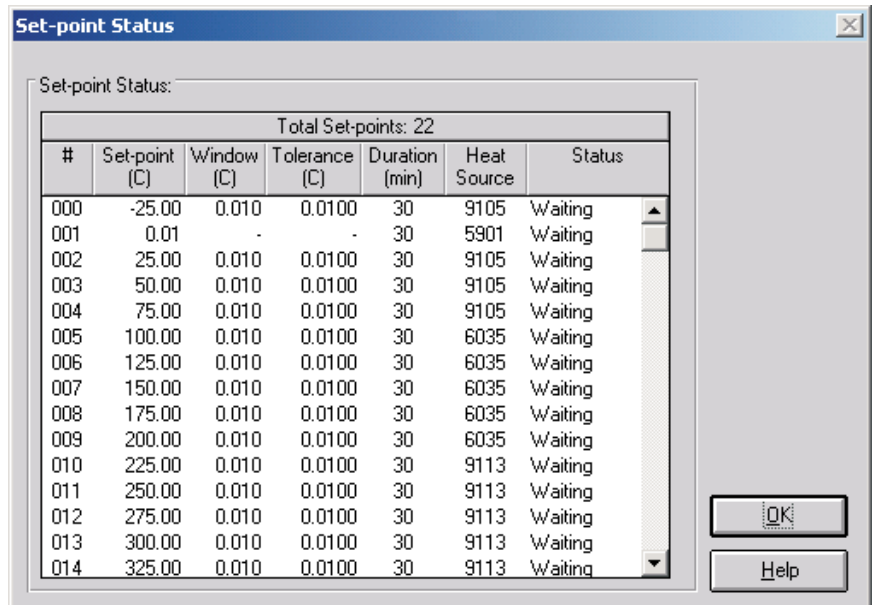 Set-point Status
Set-point Status:
Total Set-points: 22
# Set-point (C) Window (C) Tolerance (C) Duration (min) Heat Source Status
000 -25.00 0.010 0.0100 30 9105 Waiting
001 0.01 - - 30 5901 Waiting
002 25.00 0.010 0.0100 30 9105 Waiting
003 50.00 0.010 0.0100 30 9105 Waiting
004 75.00 0.010 0.0100 30 9105 Waiting
005 100.00 0.010 0.0100 30 6035 Waiting
006 125.00 0.010 0.0100 30 6035 Waiting
007 150.00 0.010 0.0100 30 6035 Waiting
008 175.00 0.010 0.0100 30 6035 Waiting
009 200.00 0.010 0.0100 30 6035 Waiting
010 225.00 0.010 0.0100 30 9113 Waiting
011 250.00 0.010 0.0100 30 9113 Waiting
012 275.00 0.010 0.0100 30 9113 Waiting
013 300.00 0.010 0.0100 30 9113 Waiting
014 325.00 0.010 0.0100 30 9113 Waiting
OK
Help